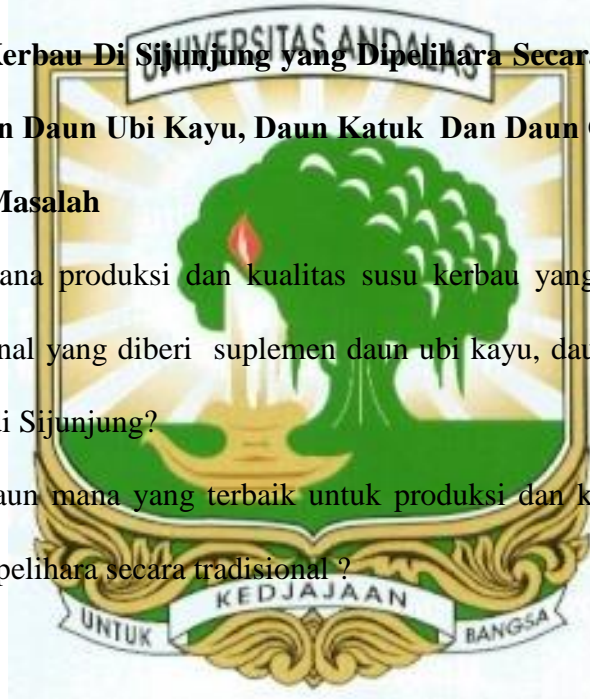 UNIVERSITAS ANDALAS
Kerbau Di Sijunjung yang Dipelihara Secara
n Daun Ubi Kayu, Daun Katuk Dan Daun
Masalah
ana produksi dan kualitas susu kerbau yang
nal yang diberi suplemen daun ubi kayu, dau
di Sijunjung?
aun mana yang terbaik untuk produksi dan k
pelihara secara tradisional ?
UNTUK KEDJAJAAN BANGSA